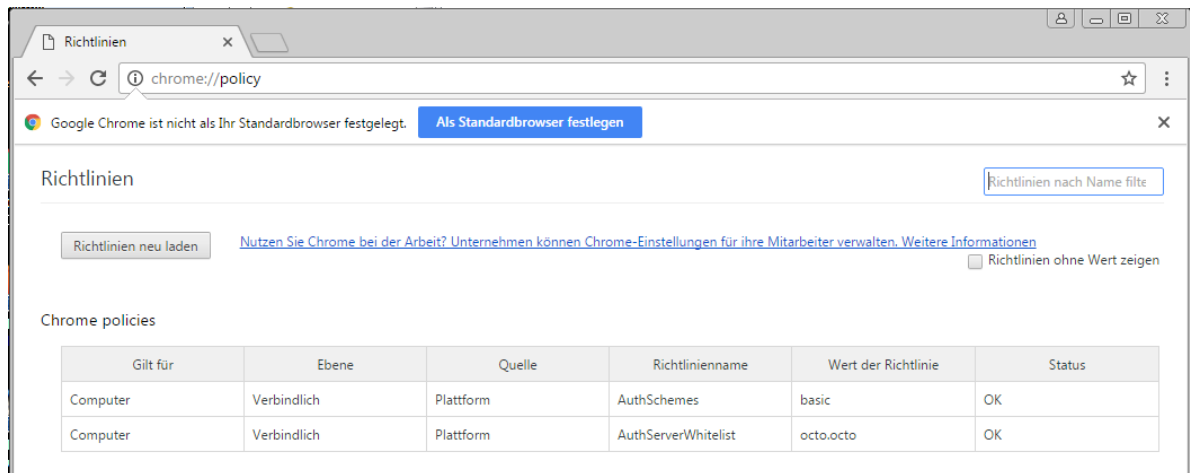 Richtlinien
chrome://policy
Google Chrome ist nicht als Ihr Standardbrowser festgelegt. Als Standardbrowser festlegen
Richtlinien
Richtlinien nach Name filte
Richtlinien neu laden
Nutzen Sie Chrome bei der Arbeit? Unternehmen können Chrome-Einstellungen für ihre Mitarbeiter verwalten. Weitere Informationen
Richtlinien ohne Wert zeigen
Chrome policies
Gilt für Ebene Quelle Richtlinienname Wert der Richtlinie Status
Computer Verbindlich Plattform AuthSchemes basic OK
Computer Verbindlich Plattform AuthServerWhitelist octo.octo OK